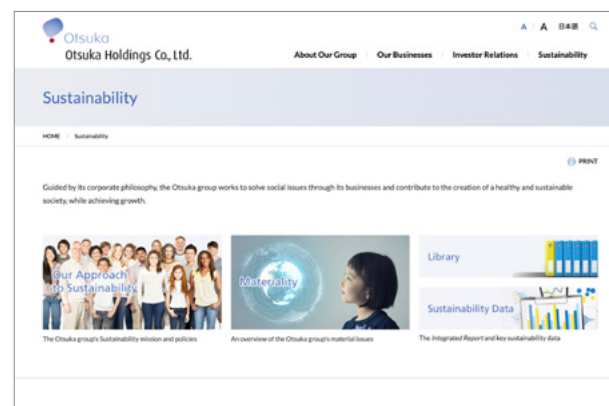 A A 日本語
Otsuka
Otsuka Holdings Co., Ltd.
About Our Group Our Businesses Investor Relations Sustainability
Sustainability
HOME Sustainability
PRINT
Guided by its corporate philosophy, the Otsuka group works to solve social issues through its businesses and contribute to the creation of a healthy and sustainable
society, while achieving growth.
Our Approach
to Sustainability
Materiality
Library
Sustainability Data
The Otsuka group's Sustainability mission and policies
An overview of the Otsuka group's material issues
The Integrated Report and key sustainability data